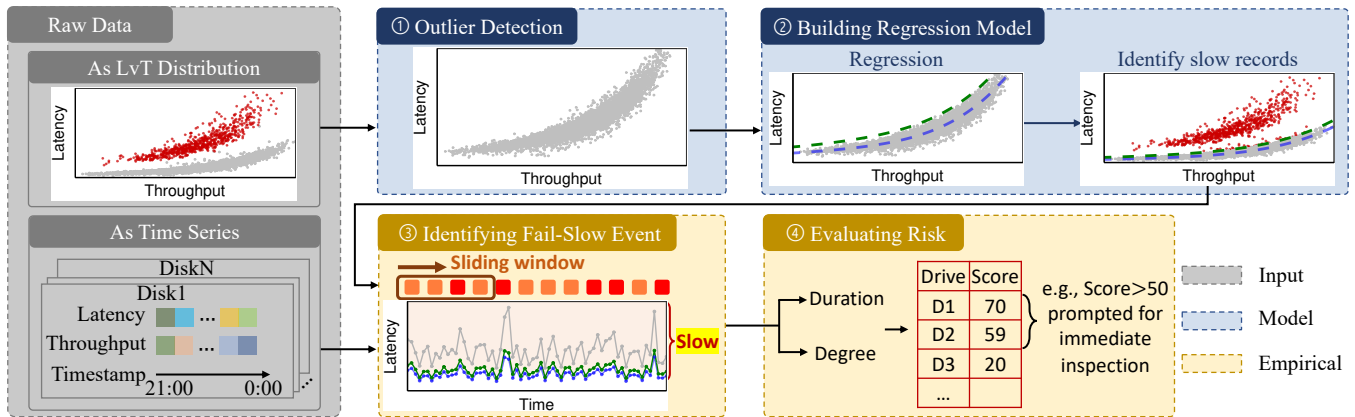 Raw Data
As LvT Distribution
Latency
Throughput
As Time Series
DiskN
Disk1
Latency ...
Throughput ...
Timestamp
21:00 0:00
...
① Outlier Detection
Latency
Throughput
② Building Regression Model
Regression
Latency
Throghput
Identify slow records
Latency
Throghput
③ Identifying Fail-Slow Event
Sliding window
Latency
Time
Slow
④ Evaluating Risk
Duration
Degree
Drive Score
D1 70
D2 59
D3 20
...
e.g., Score>50
prompted for
immediate
inspection
Input
Model
Empirical